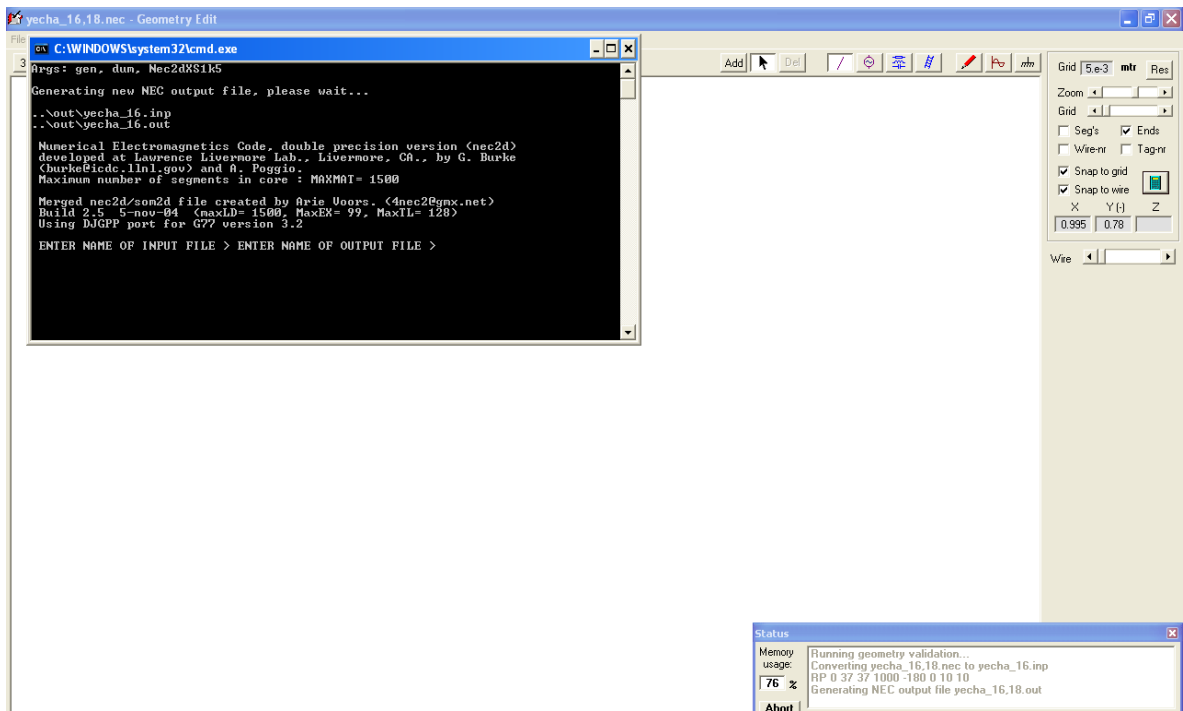 yecha_16,18.nec - Geometry Edit
File
C:\WINDOWS\system32\cmd.exe
3
Args: gen, dum, Nec2dXS1k5
Generating new NEC output file, please wait...
..\out\yecha_16.inp
..\out\yecha_16.out
Numerical Electromagnetics Code, double precision version (nec2d)
developed at Lawrence Livermore Lab., Livermore, CA., by G. Burke
(burke@icdc.llnl.gov) and A. Poggio.
Maximum number of segments in core : MAXMAT= 1500
Merged nec2d/som2d file created by Arie Voors. (4nec2@gmx.net)
Build 2.5 5-nov-04 (maxLD= 1500, MaxEX= 99, MaxTL= 128)
Using DJGPP port for G77 version 3.2
ENTER NAME OF INPUT FILE > ENTER NAME OF OUTPUT FILE >
Add Del
Grid 5.e-3 mtr Res
Zoom
Grid
Seg's Ends
Wire-nr Tag-nr
Snap to grid
Snap to wire
X Y (-) Z
0.995 0.78
Wire
Status
Memory usage:
76 %
Abort
Running geometry validation...
Converting yecha_16,18.nec to yecha_16.inp
RP 0 37 37 1000 -180 0 10 10
Generating NEC output file yecha_16,18.out